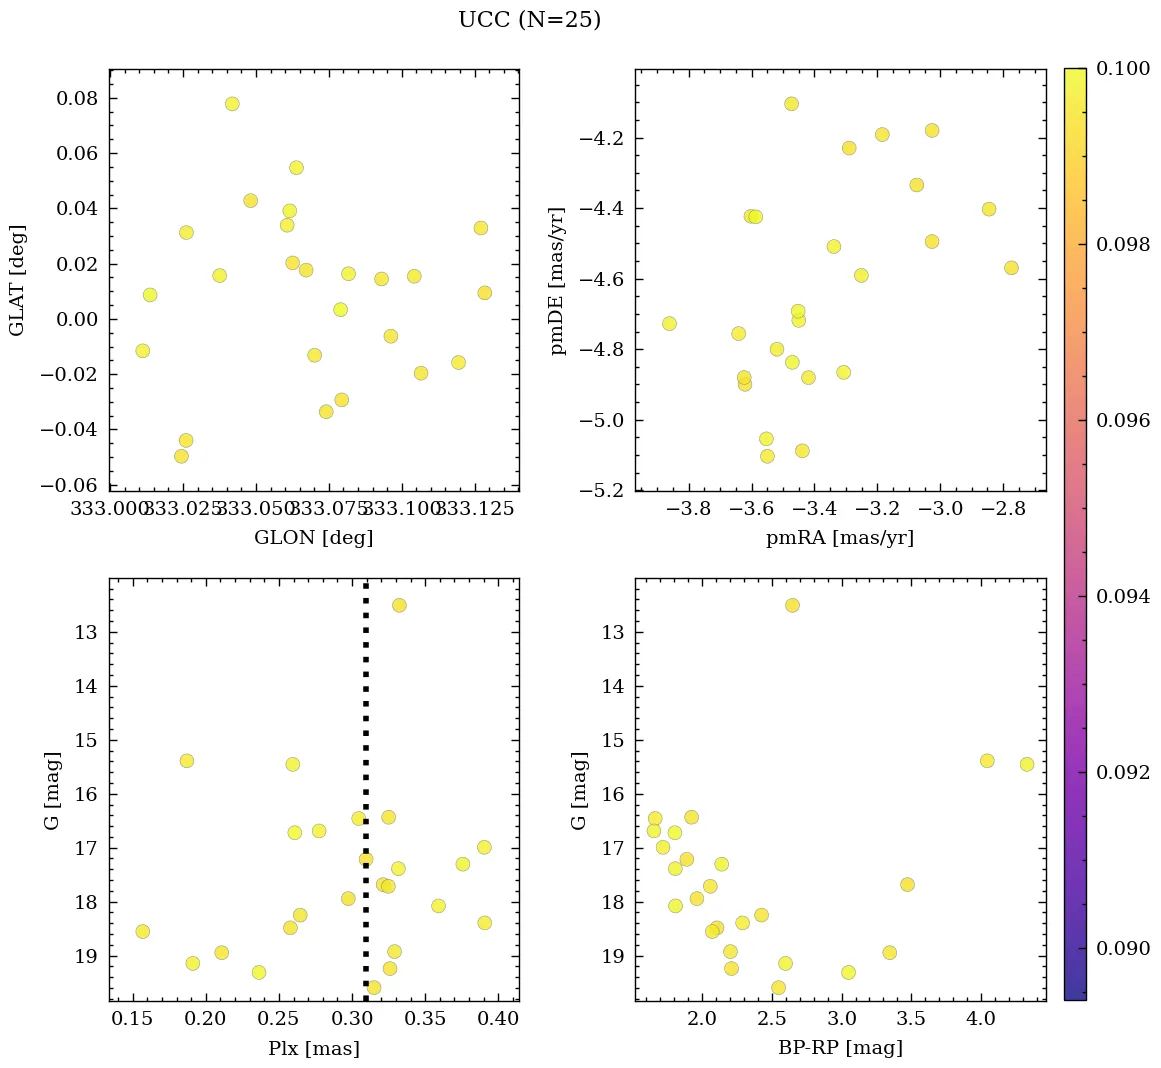 UCC (N=25)
0.08
0.06
0.04
0.02
0.00
−0.02
−0.04
−0.06
GLAT [deg]
333.000 333.025 333.050 333.075 333.100 333.125
GLON [deg]
−4.2
−4.4
−4.6
−4.8
−5.0
−5.2
pmDE [mas/yr]
−3.8 −3.6 −3.4 −3.2 −3.0 −2.8
pmRA [mas/yr]
0.100
0.098
0.096
0.094
0.092
0.090
13
14
15
16
17
18
19
G [mag]
0.15 0.20 0.25 0.30 0.35 0.40
Plx [mas]
13
14
15
16
17
18
19
G [mag]
2.0 2.5 3.0 3.5 4.0
BP-RP [mag]